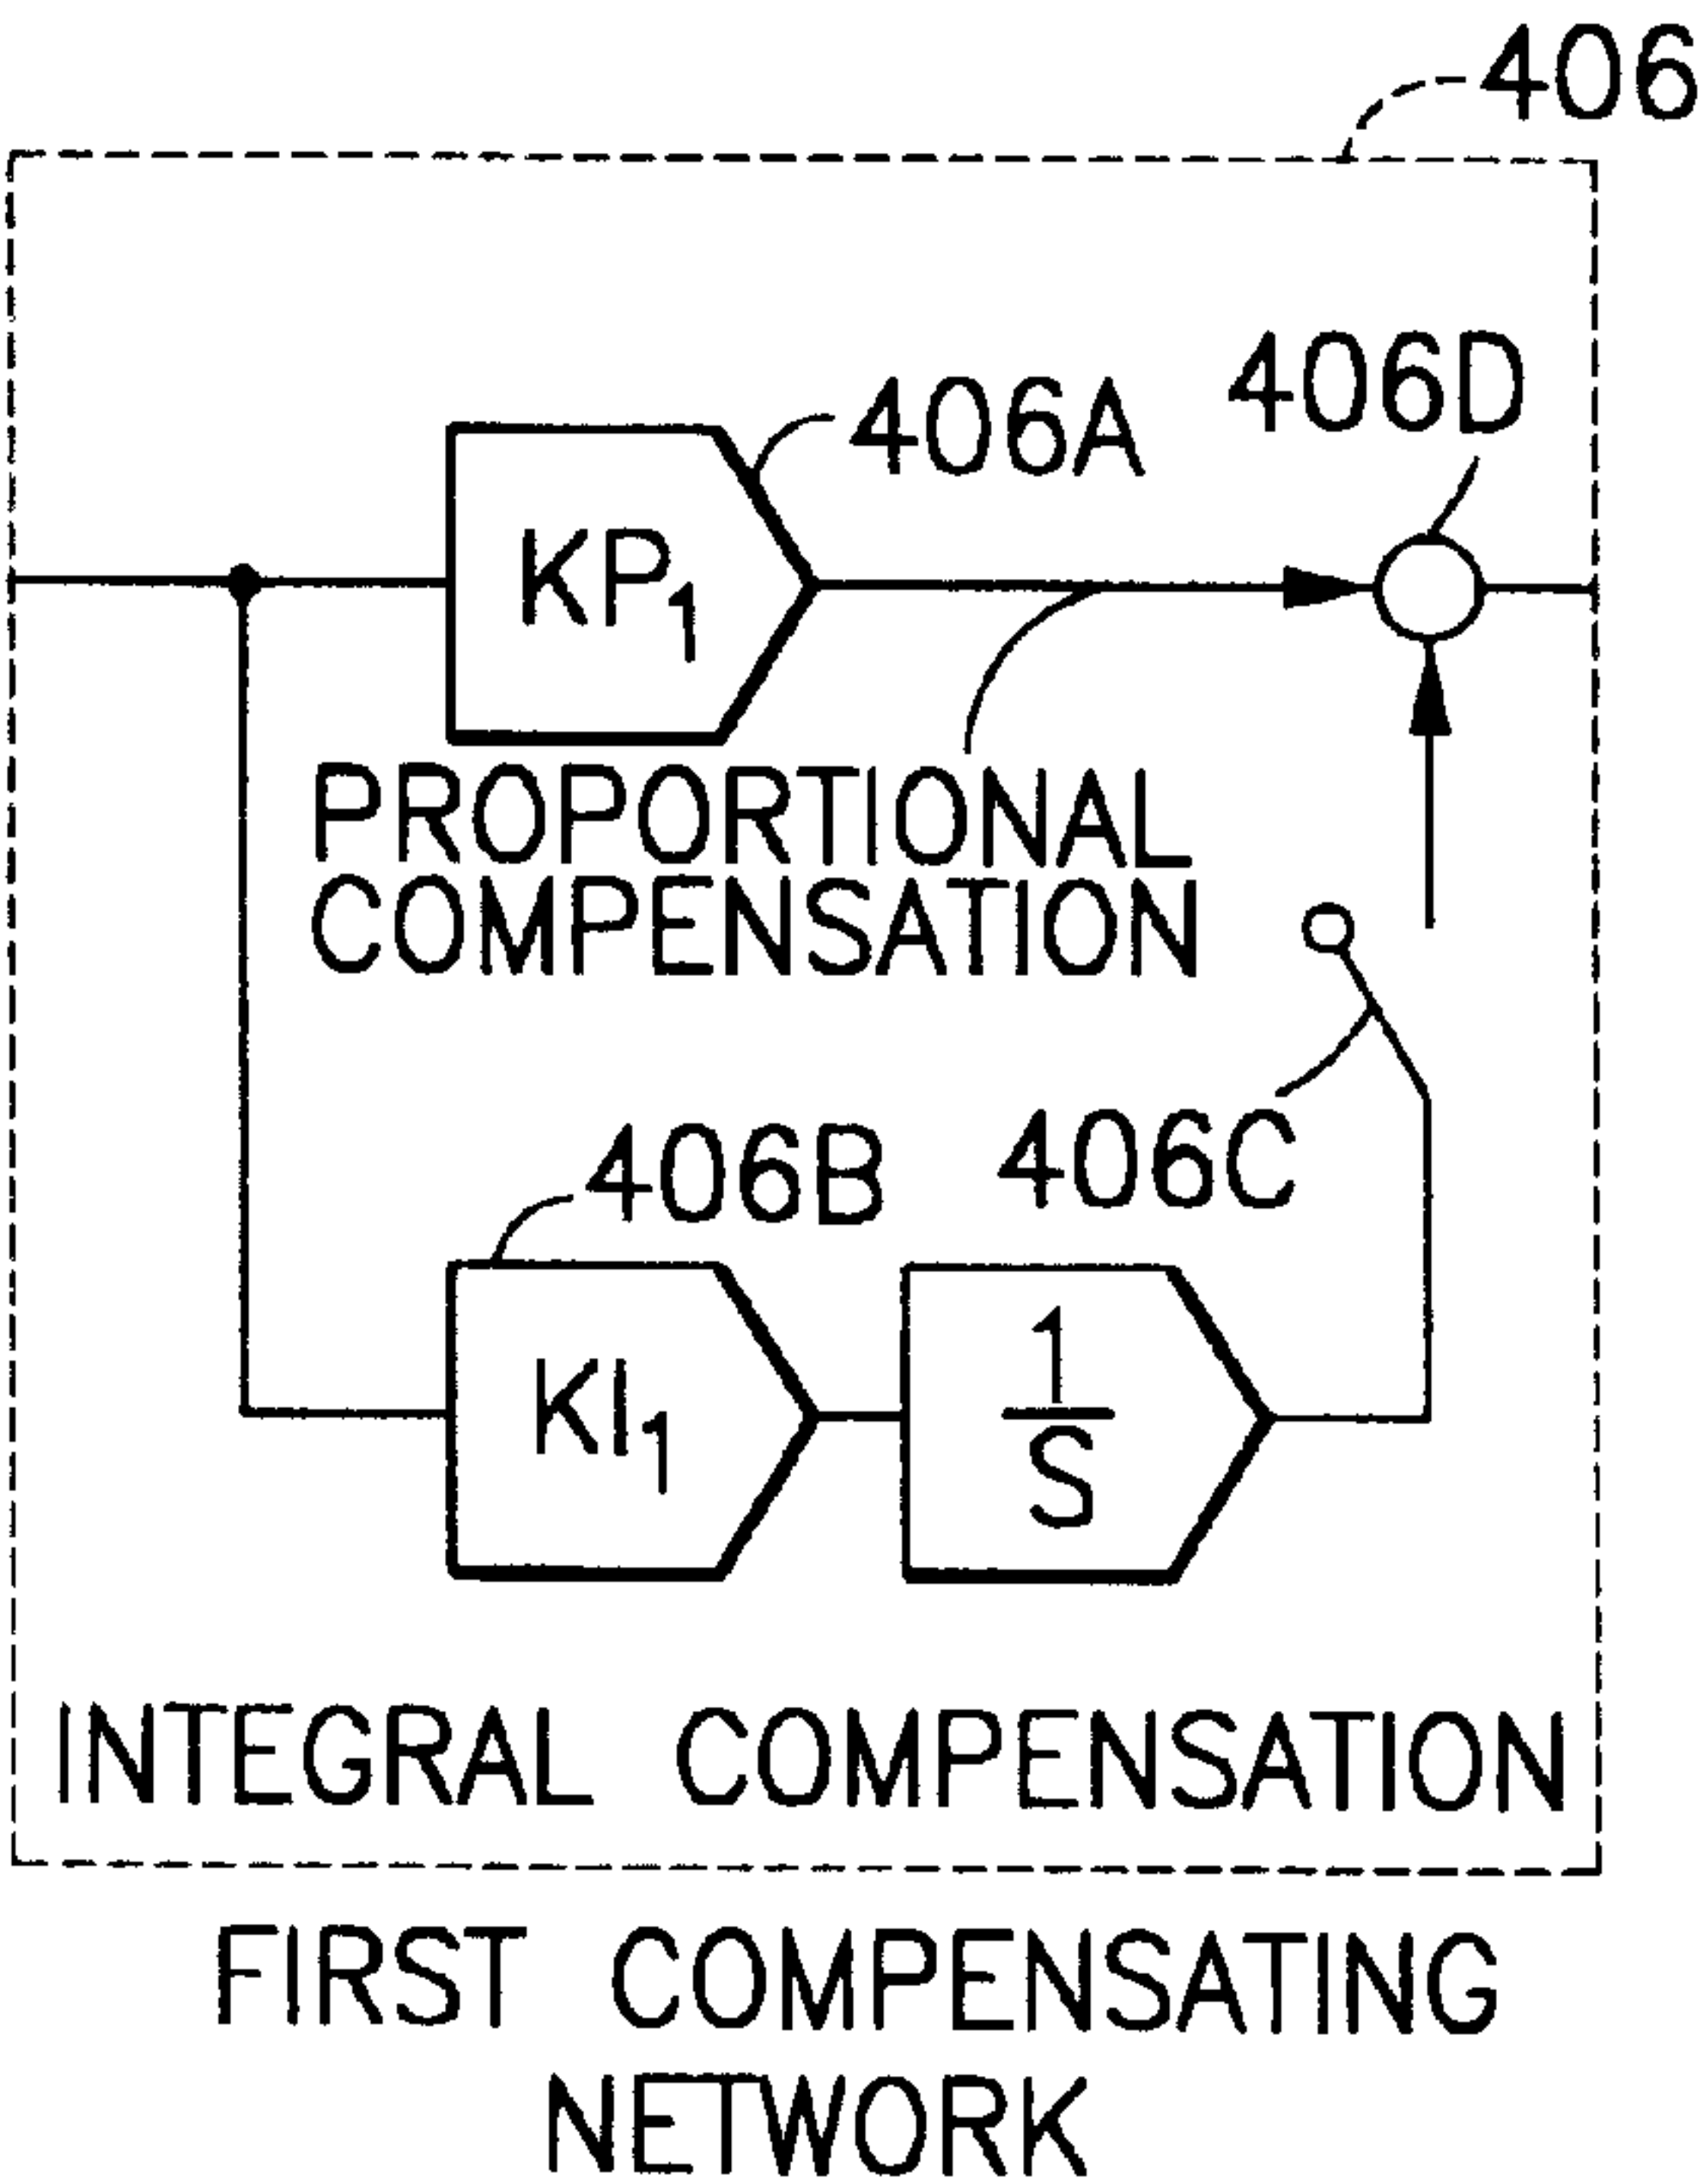 406
406D
406A
KP1
PROPORTIONAL
COMPENSATION
406C
406B
KI1
1
S
INTEGRAL COMPENSATION
FIRST COMPENSATING
NETWORK